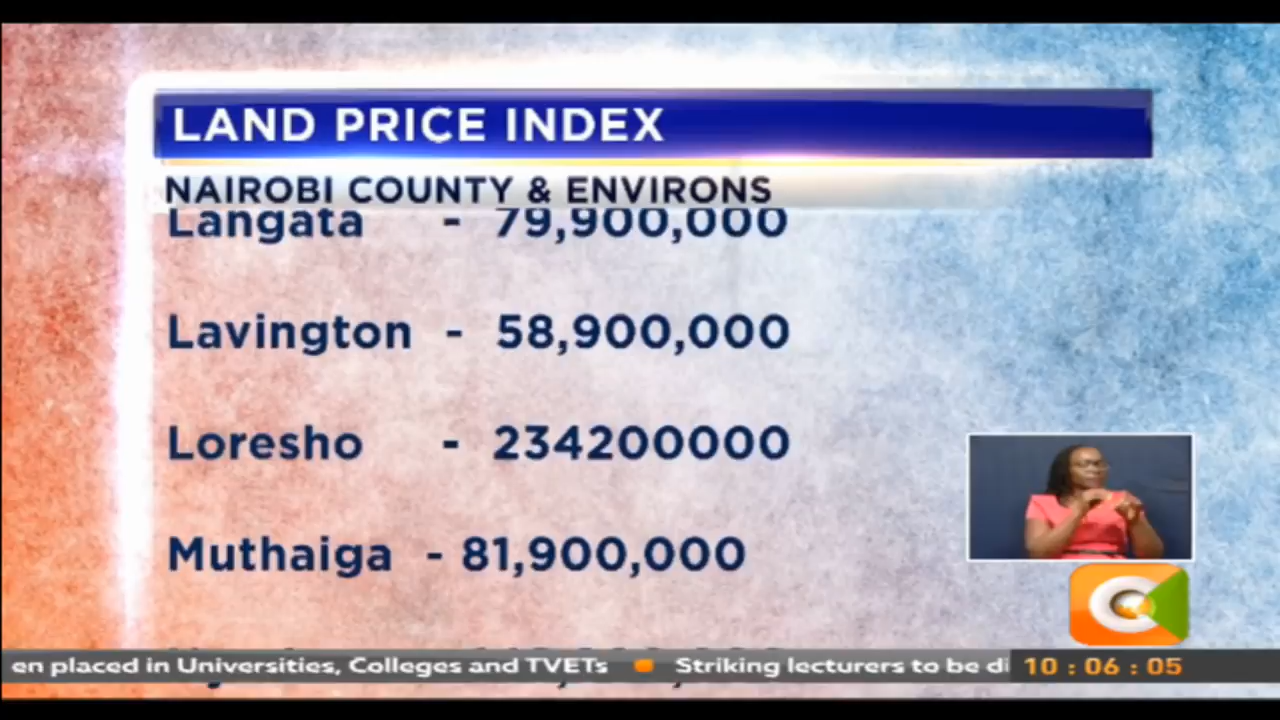 LAND PRICE INDEX
NAIROBI COUNTY & ENVIRONS
Langata - 79,900,000
Lavington - 58,900,000
Loresho - 234200000
Muthaiga - 81,900,000
en placed in Universities, Colleges and TVETs Striking lecturers to be di
10 : 06 : 05